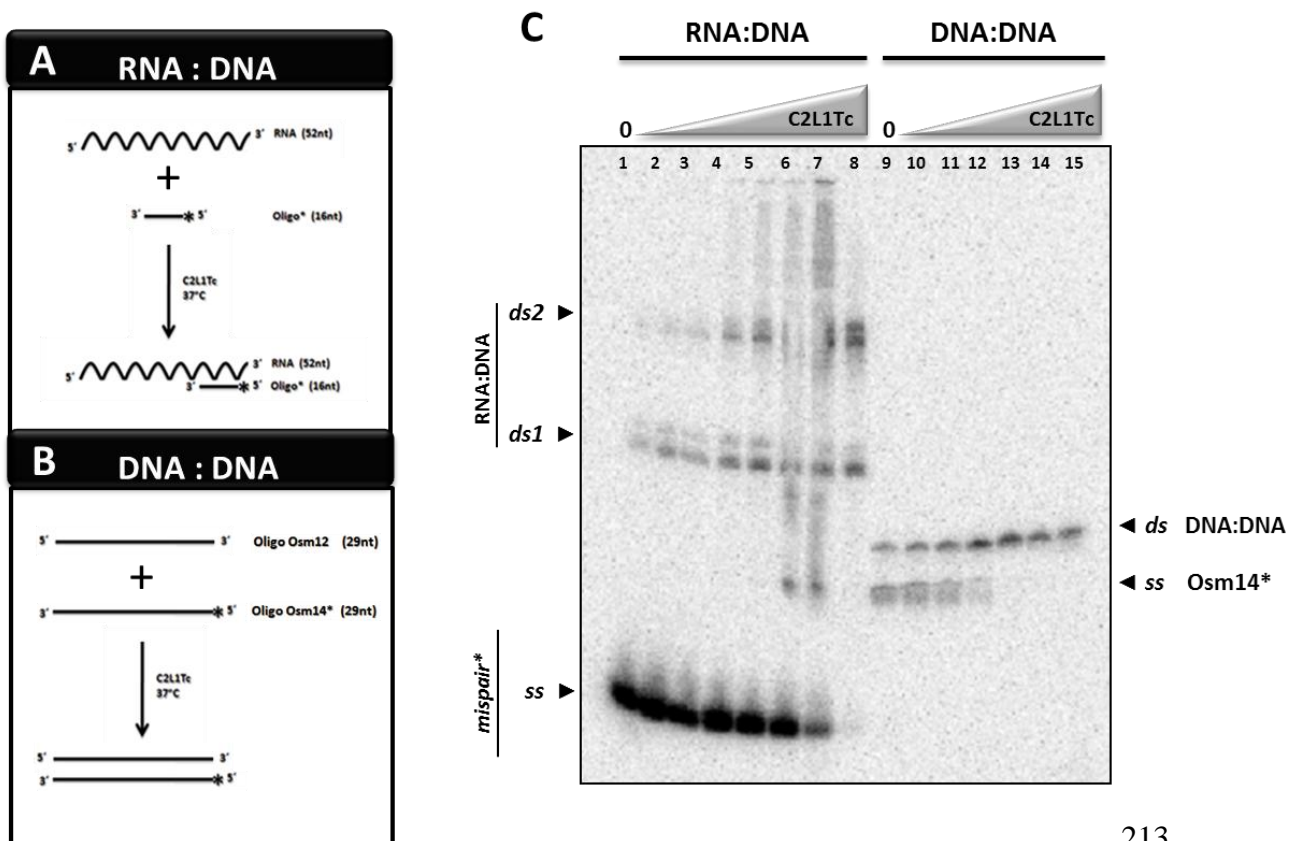 A RNA : DNA
5′ 3′ RNA (52nt)
+
3′ * 5′ Oligo* (16nt)
C2L1Tc
37°C
5′ 3′ RNA (52nt)
3′ * 5′ Oligo* (16nt)
B DNA : DNA
5′ 3′ Oligo Osm12 (29nt)
+
3′ * 5′ Oligo Osm14* (29nt)
C2L1Tc
37°C
5′ 3′
3′ * 5′
C
RNA:DNA DNA:DNA
0 C2L1Tc 0 C2L1Tc
1 2 3 4 5 6 7 8 9 10 11 12 13 14 15
RNA:DNA
ds2
ds1
mispair*
ss
ds DNA:DNA
ss Osm14*
213